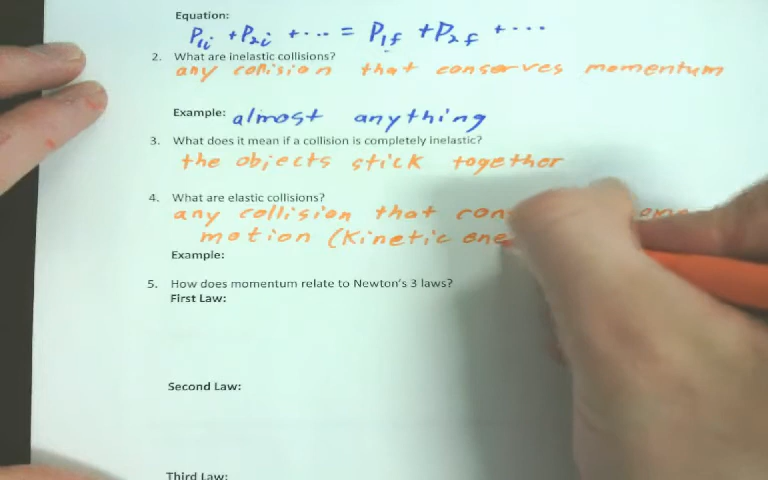 Equation:
P1i + P2i + ··· = P1f + P2f + ···
2. What are inelastic collisions?
any collision that conserves momentum
Example: almost anything
3. What does it mean if a collision is completely inelastic?
the objects stick together
4. What are elastic collisions?
any collision that con
motion (kinetic ene
Example:
5. How does momentum relate to Newton's 3 laws?
First Law:
Second Law:
Third Law: